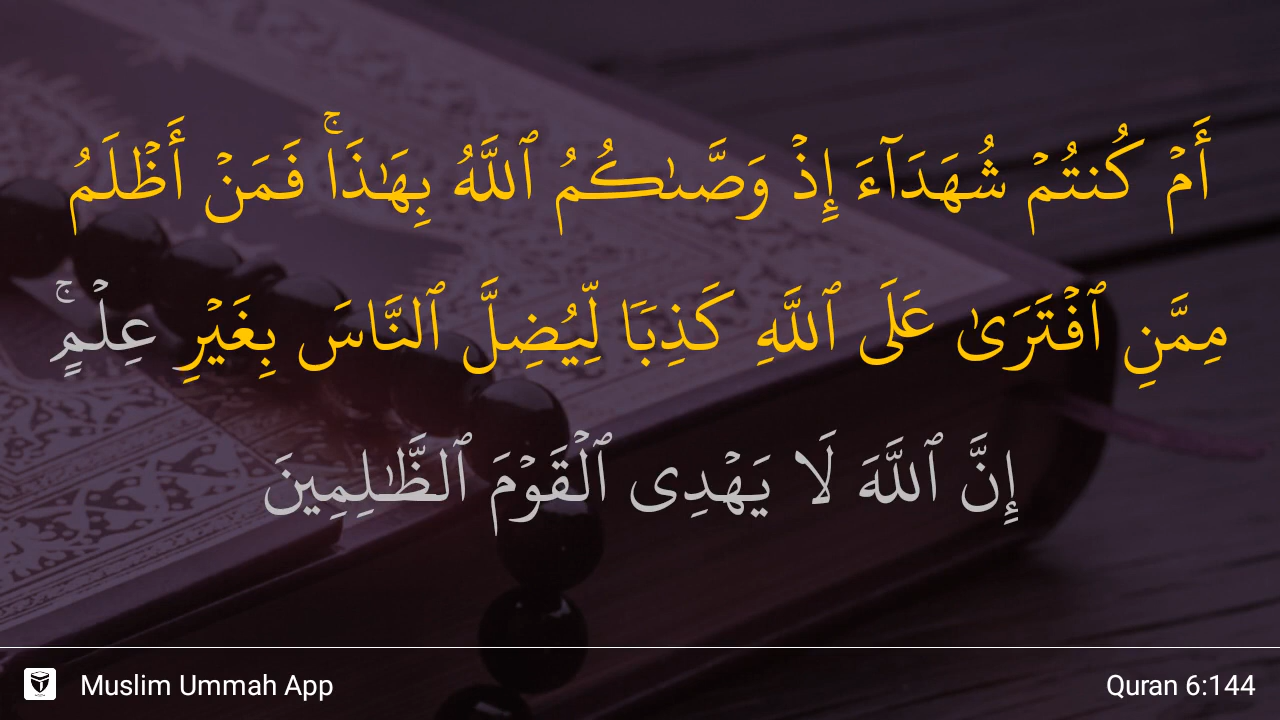 أَمْ كُنتُمْ شُهَدَآءَ إِذْ وَصَّىٰكُمُ ٱللَّهُ بِهَـٰذَا ۚ فَمَنْ أَظْلَمُ
مِمَّنِ ٱفْتَرَىٰ عَلَى ٱللَّهِ كَذِبًا لِّيُضِلَّ ٱلنَّاسَ بِغَيْرِ عِلْمٍ ۚ
إِنَّ ٱللَّهَ لَا يَهْدِى ٱلْقَوْمَ ٱلظَّـٰلِمِينَ
Muslim Ummah App
Quran 6:144